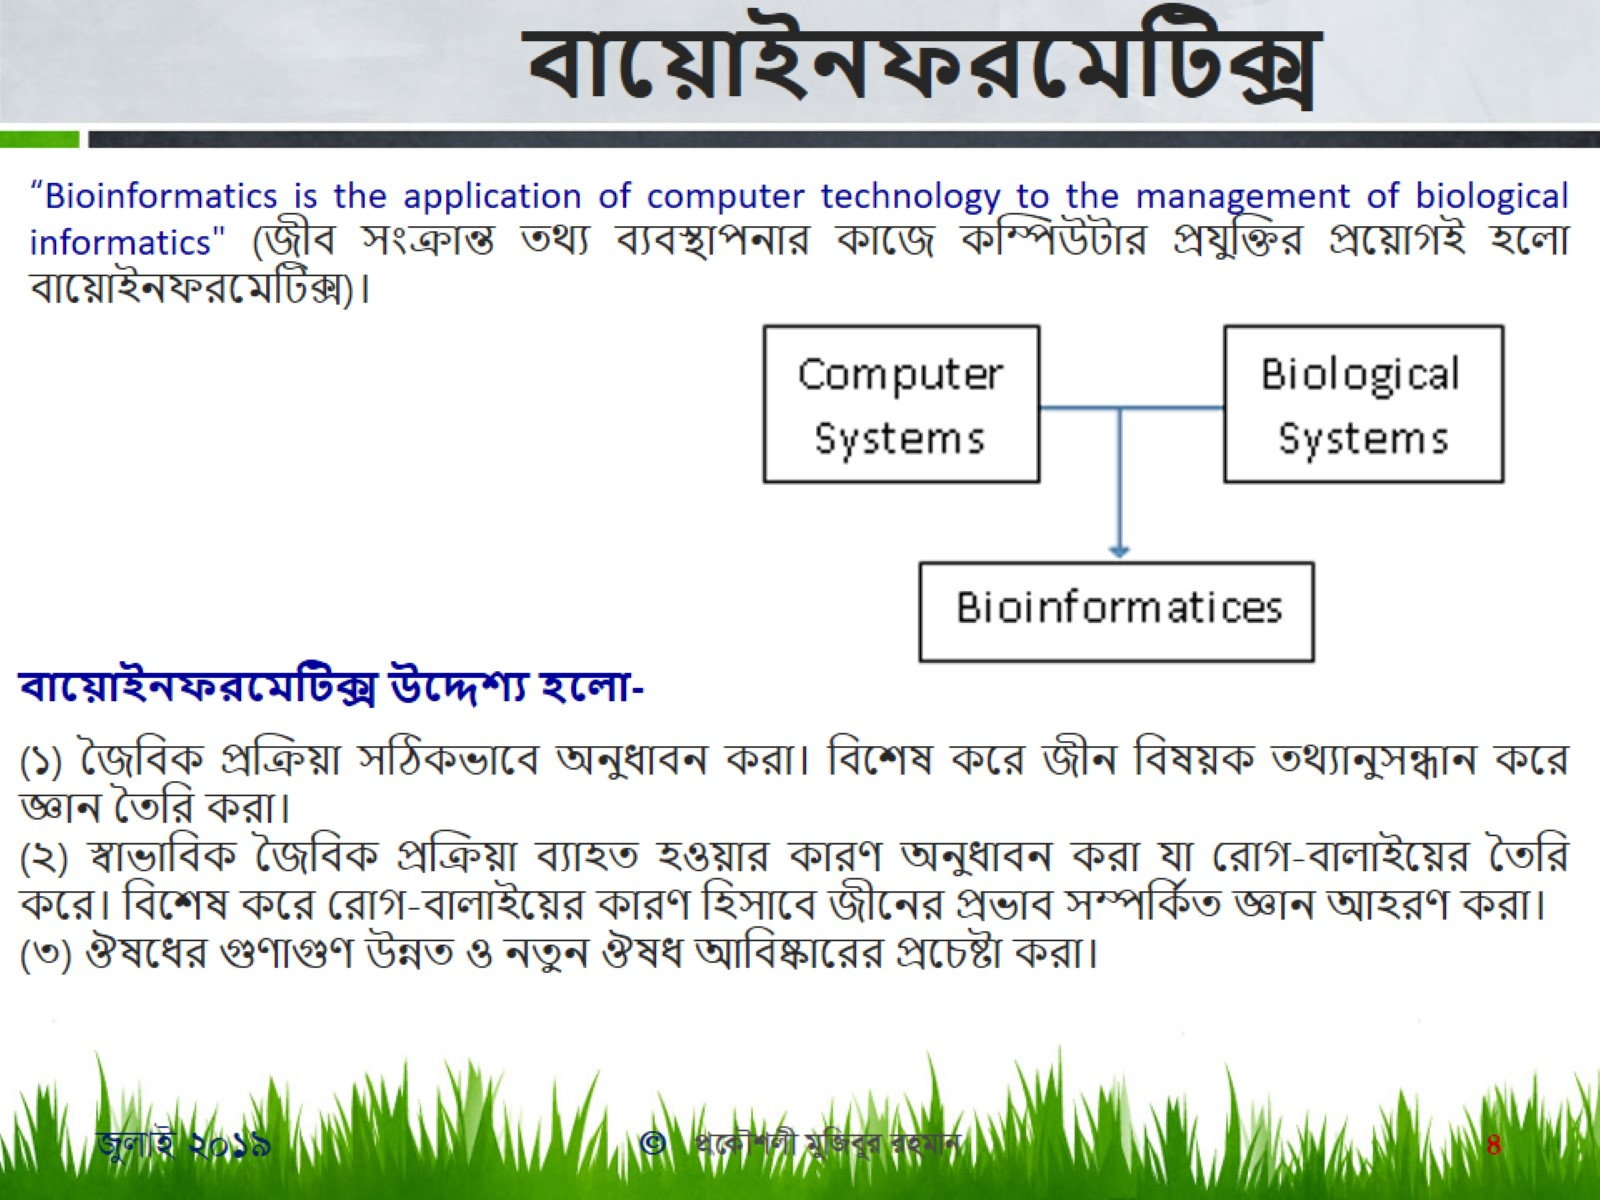 বায়োইনফরমেটিক্স
“Bioinformatics is the application of computer technology to the management of biological
informatics" (জীব সংক্রান্ত তথ্য ব্যবস্থাপনার কাজে কম্পিউটার প্রযুক্তির প্রয়োগই হলো
বায়োইনফরমেটিক্স)।
Computer
Systems
Biological
Systems
Bioinformatices
বায়োইনফরমেটিক্স উদ্দেশ্য হলো-
(১) জৈবিক প্রক্রিয়া সঠিকভাবে অনুধাবন করা। বিশেষ করে জীন বিষয়ক তথ্যানুসন্ধান করে
জ্ঞান তৈরি করা।
(২) স্বাভাবিক জৈবিক প্রক্রিয়া ব্যাহত হওয়ার কারণ অনুধাবন করা যা রোগ-বালাইয়ের তৈরি
করে। বিশেষ করে রোগ-বালাইয়ের কারণ হিসাবে জীনের প্রভাব সম্পর্কিত জ্ঞান আহরণ করা।
(৩) ঔষধের গুণাগুণ উন্নত ও নতুন ঔষধ আবিষ্কারের প্রচেষ্টা করা।
জুলাই ২০১৯
© প্রকৌশলী মুজিবুর রহমান
8